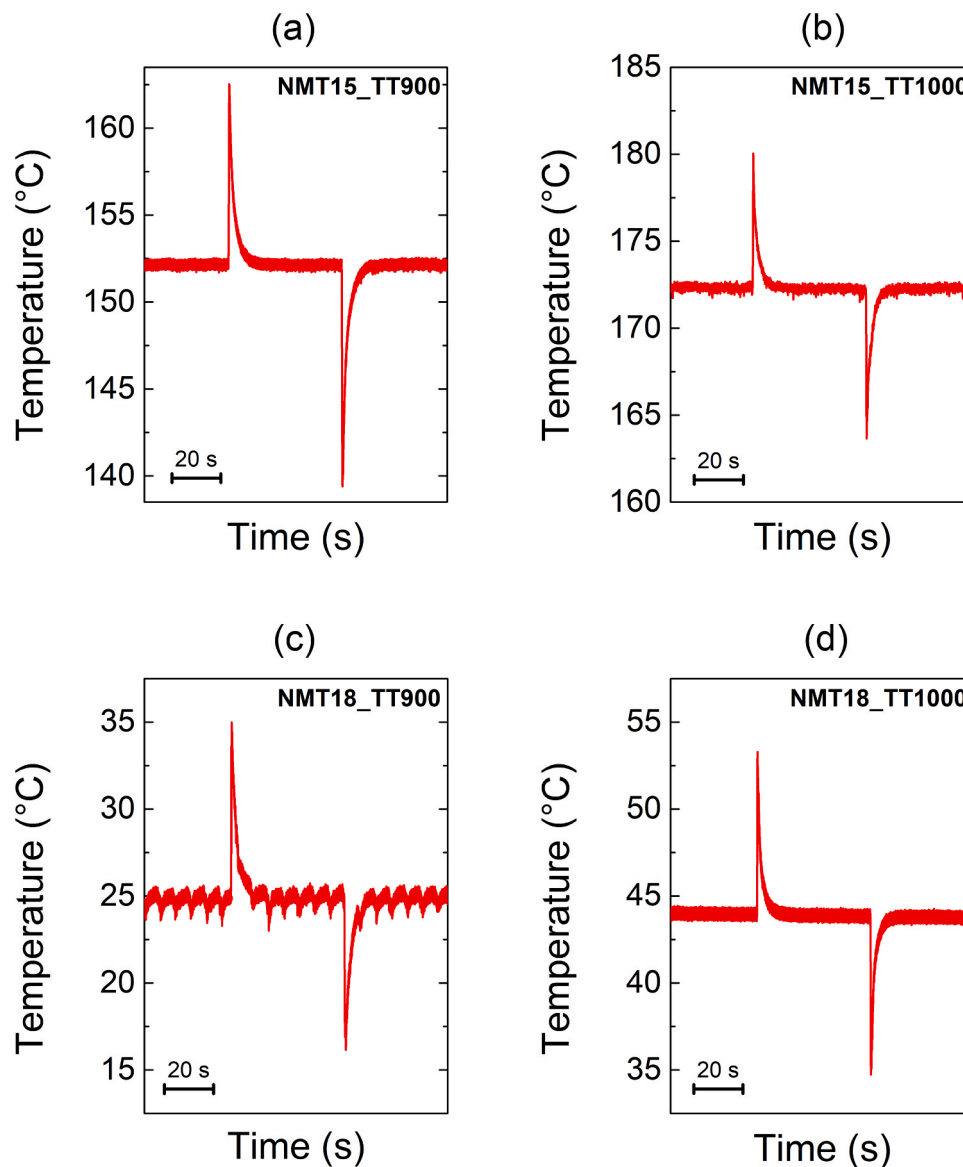 (a)
NMT15_TT900
Temperature (°C)
160
155
150
145
140
20 s
Time (s)
(b)
NMT15_TT1000
Temperature (°C)
185
180
175
170
165
160
20 s
Time (s)
(c)
NMT18_TT900
Temperature (°C)
35
30
25
20
15
20 s
Time (s)
(d)
NMT18_TT1000
Temperature (°C)
55
50
45
40
35
20 s
Time (s)